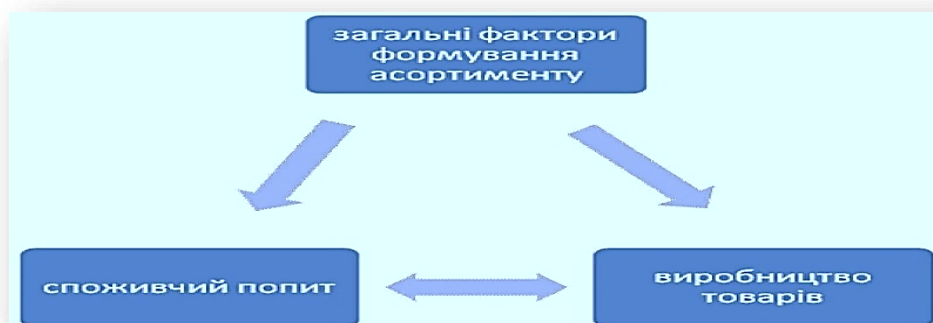 загальні фактори
формування
асортименту
споживчий попит
виробництво
товарів